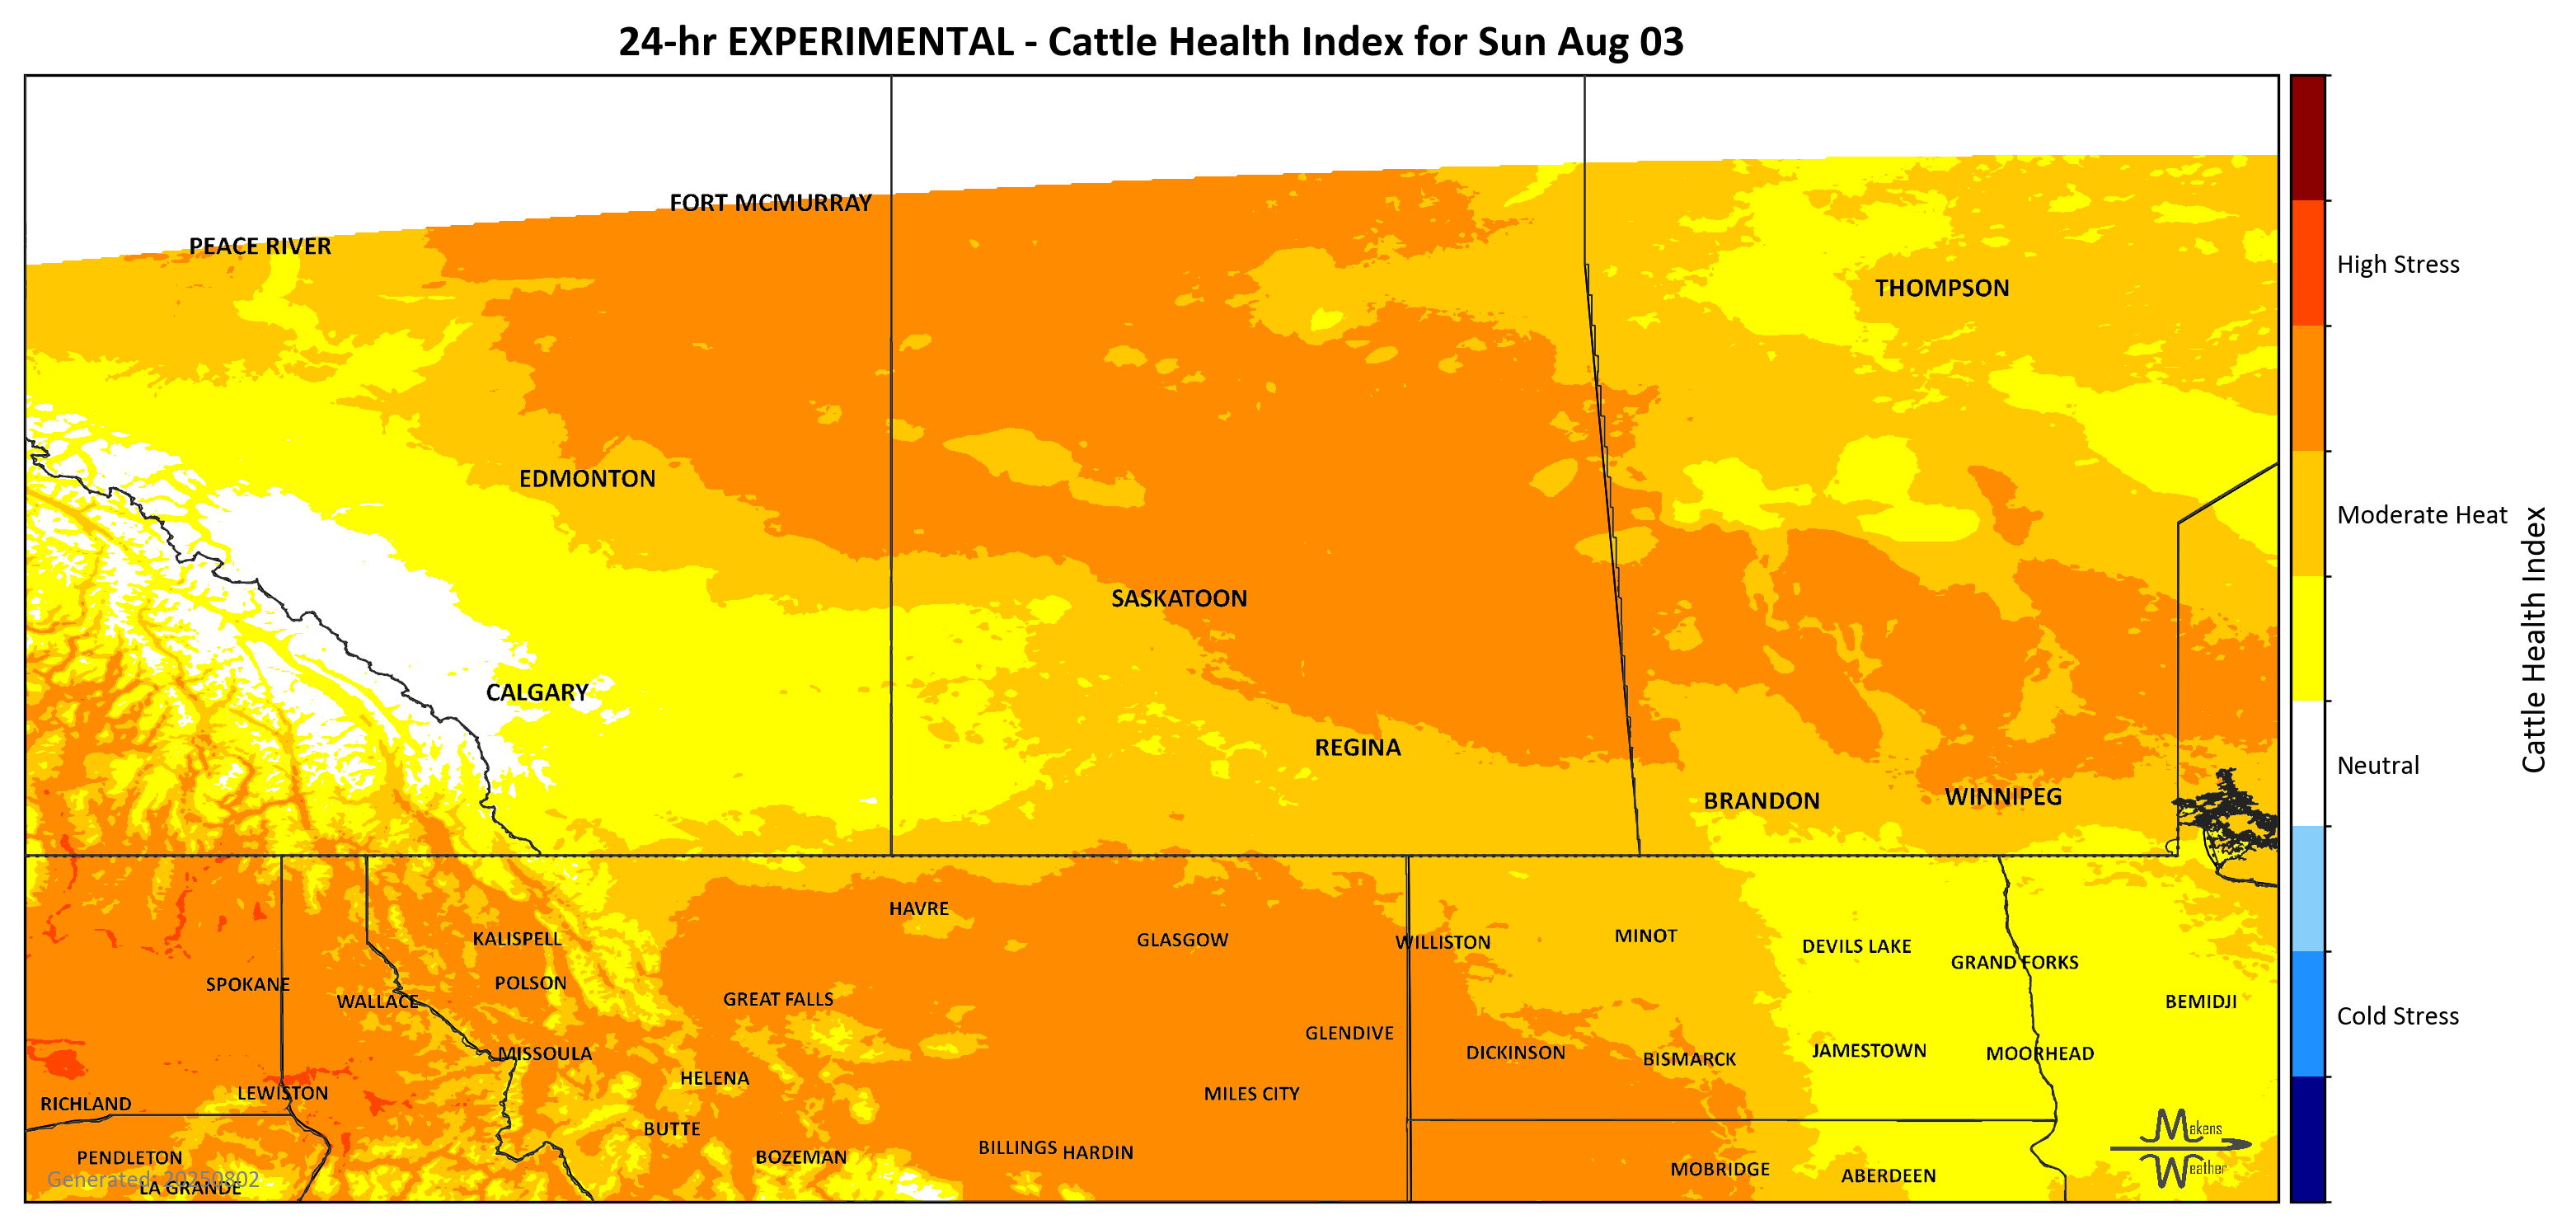 24-hr EXPERIMENTAL - Cattle Health Index for Sun Aug 03
FORT MCMURRAY
PEACE RIVER
High Stress
THOMPSON
EDMONTON
Moderate Heat
SASKATOON
Cattle Health Index
CALGARY
REGINA
Neutral
WINNIPEG
BRANDON
HAVRE
MINOT
KALISPELL
GLASGOW
WILLISTON
DEVILS LAKE
GRAND FORKS
SPOKANE
POLSON
WALLACE
GREAT FALLS
BEMIDJI
Cold Stress
GLENDIVE
MISSOULA
DICKINSON
BISMARCK
JAMESTOWN
MOORHEAD
HELENA
LEWISTON
MILES CITY
RICHLAND
BUTTE
Makens
Weather
PENDLETON
BOZEMAN
BILLINGS
HARDIN
MOBRIDGE
ABERDEEN
Generated: 20250802
LA GRANDE